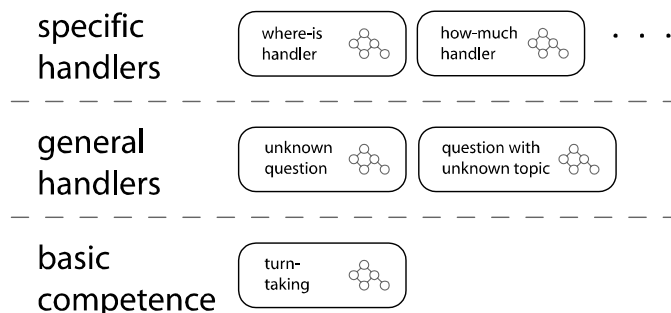 specific
handlers
where-is
handler
how-much
handler
. . .
general
handlers
unknown
question
question with
unknown topic
basic
competence
turn-
taking